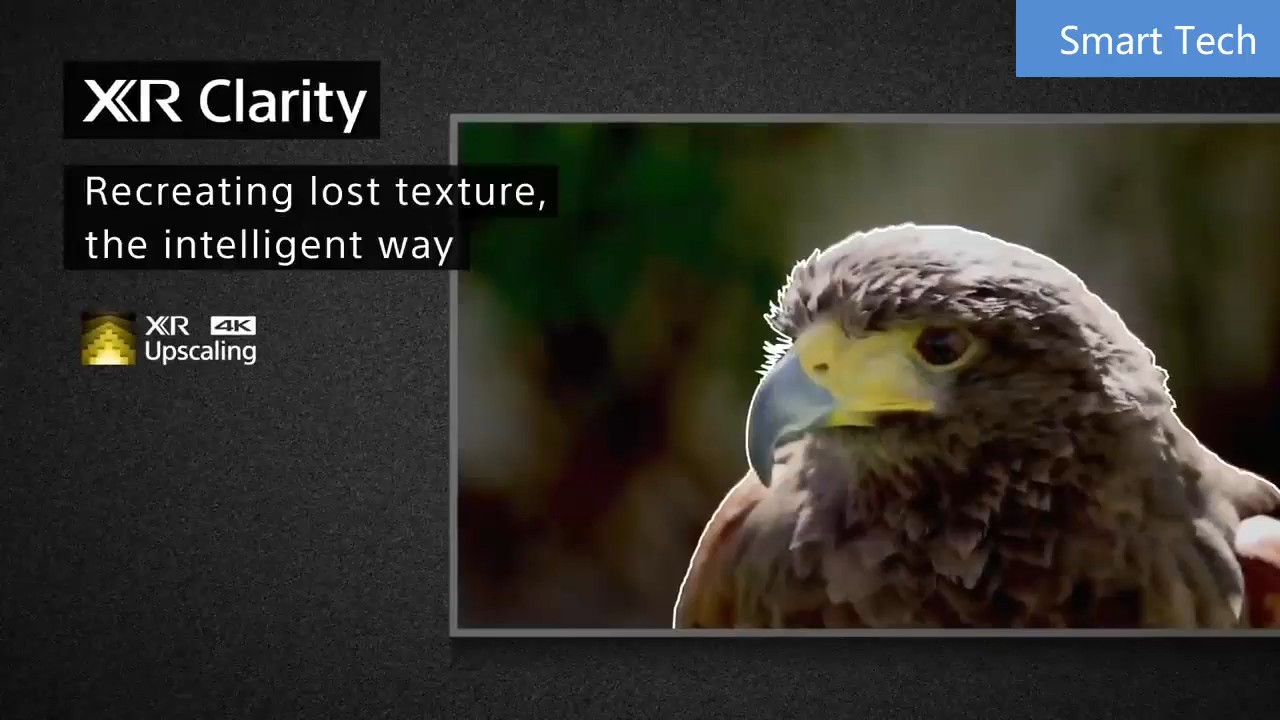 Smart Tech
XR Clarity
Recreating lost texture,
the intelligent way
XR 4K
Upscaling